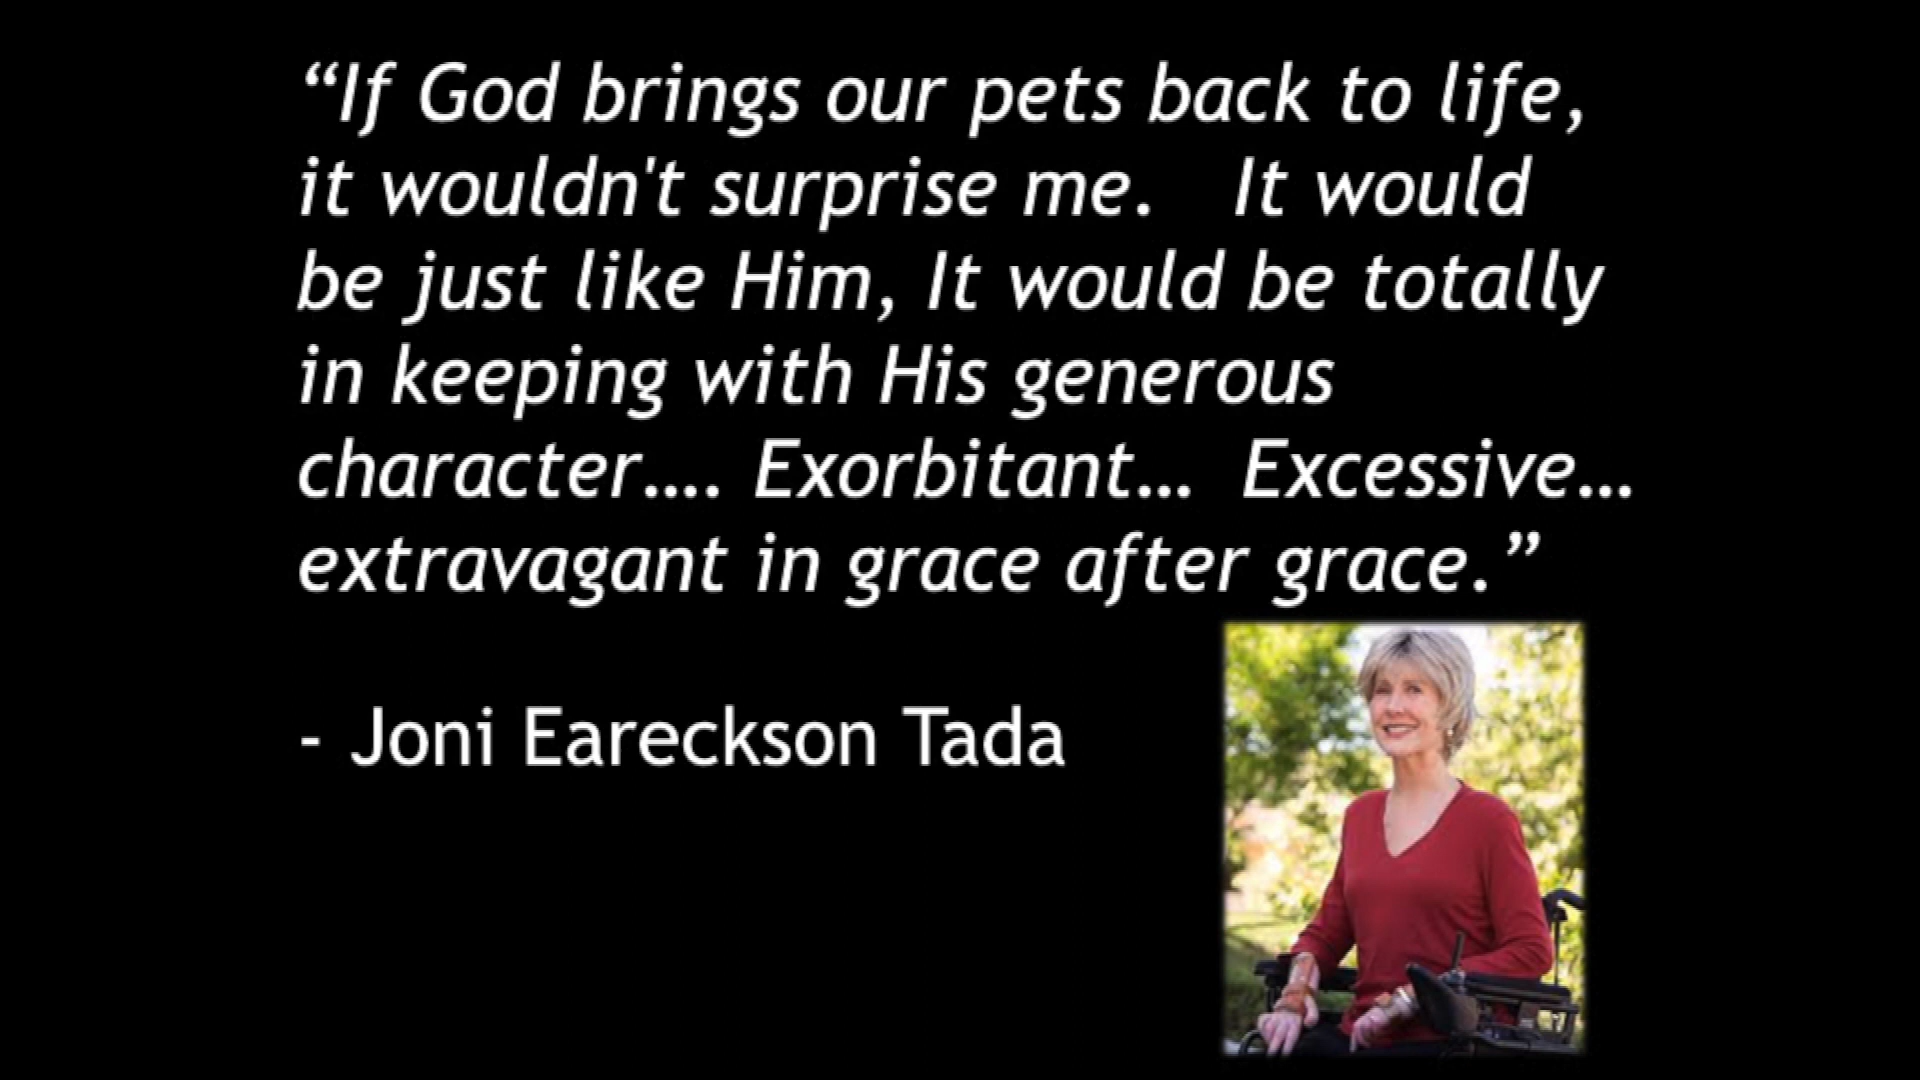 “If God brings our pets back to life,
it wouldn't surprise me.   It would
be just like Him, It would be totally
in keeping with His generous
character…. Exorbitant…  Excessive…
extravagant in grace after grace.”
- Joni Eareckson Tada